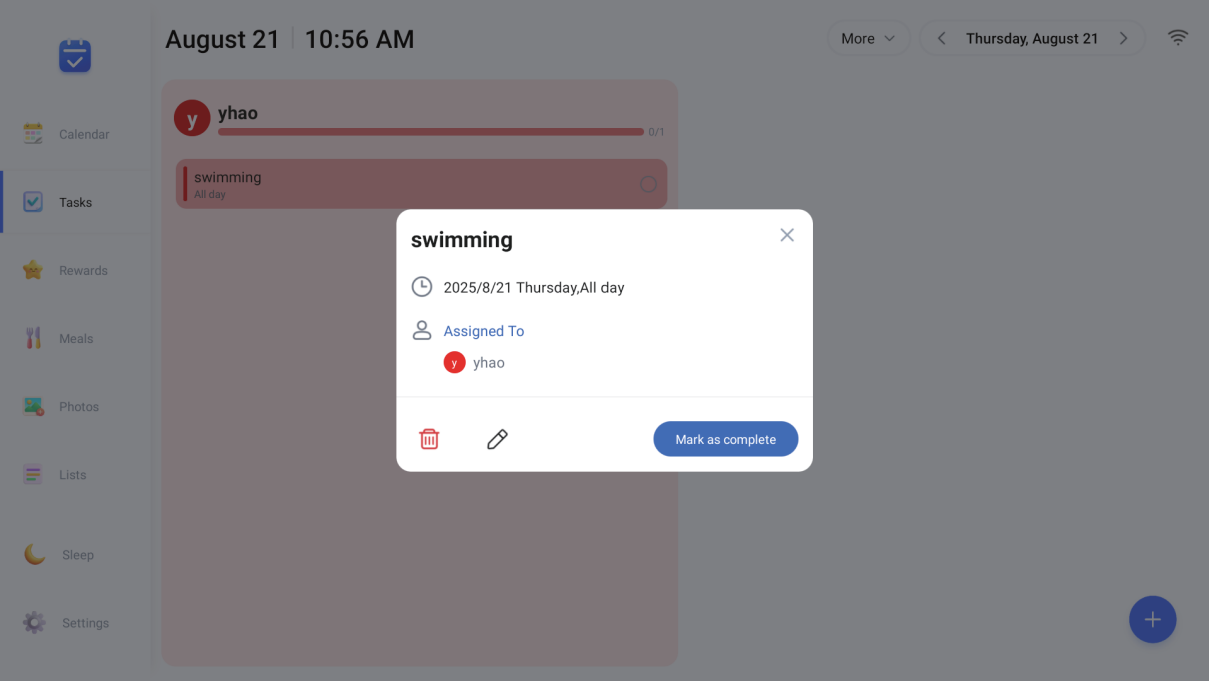 August 21
10:56 AM
More
Thursday, August 21
Calendar
Tasks
Rewards
Meals
Photos
Lists
Sleep
Settings
y
yhao
0/1
swimming
All day
swimming
2025/8/21 Thursday,All day
Assigned To
y
yhao
Mark as complete